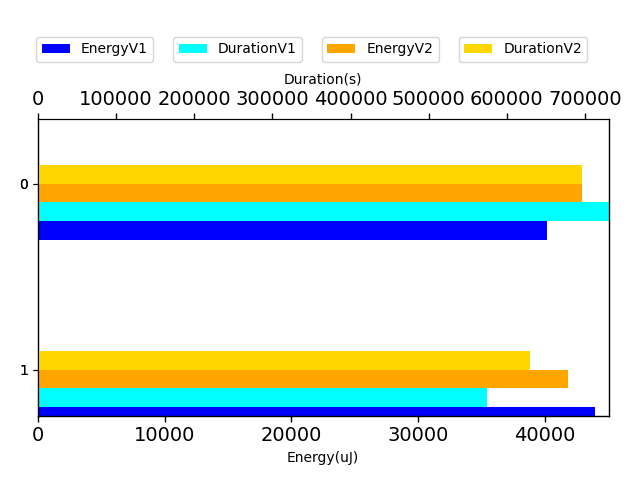 EnergyV1 DurationV1 EnergyV2 DurationV2
Duration(s)
0 100000 200000 300000 400000 500000 600000 700000
0
1
0 10000 20000 30000 40000
Energy(uJ)